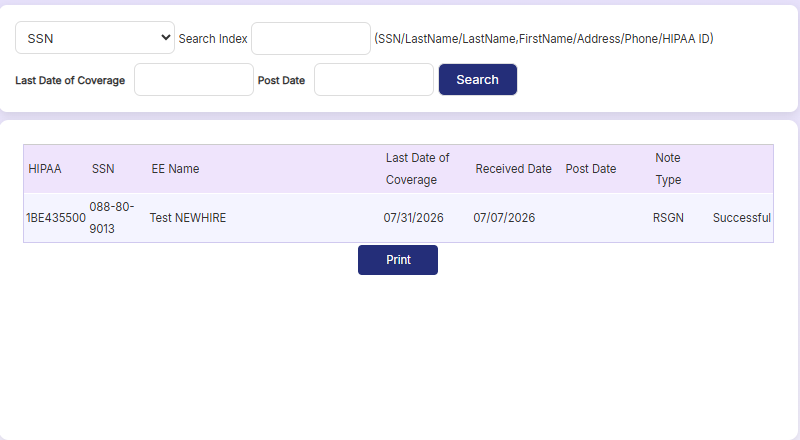 SSN Search Index (SSN/LastName/LastName,FirstName/Address/Phone/HIPAA ID)
Last Date of Coverage Post Date Search
HIPAA SSN EE Name Last Date of Coverage Received Date Post Date Note Type
1BE435500 088-80-9013 Test NEWHIRE 07/31/2026 07/07/2026 RSGN Successful
Print